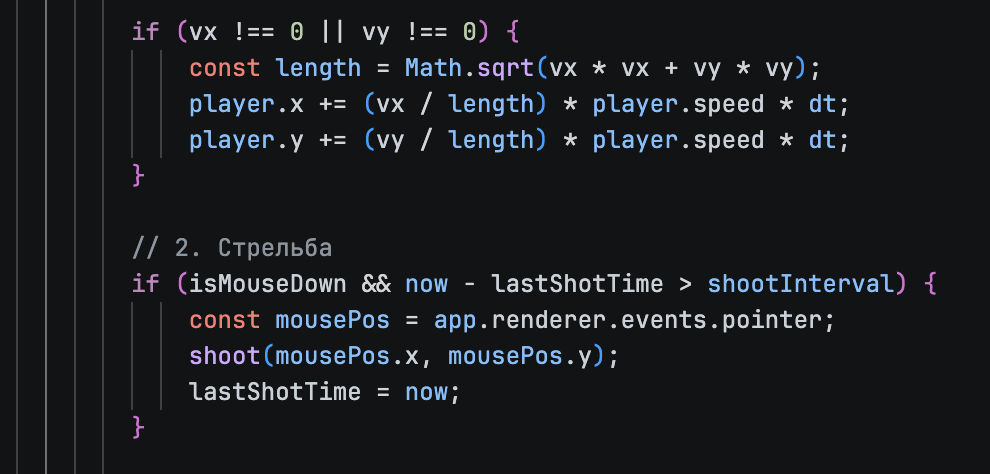 if (vx !== 0 || vy !== 0) {
const length = Math.sqrt(vx * vx + vy * vy);
player.x += (vx / length) * player.speed * dt;
player.y += (vy / length) * player.speed * dt;
}
// 2. Стрельба
if (isMouseDown && now - lastShotTime > shootInterval) {
const mousePos = app.renderer.events.pointer;
shoot(mousePos.x, mousePos.y);
lastShotTime = now;
}